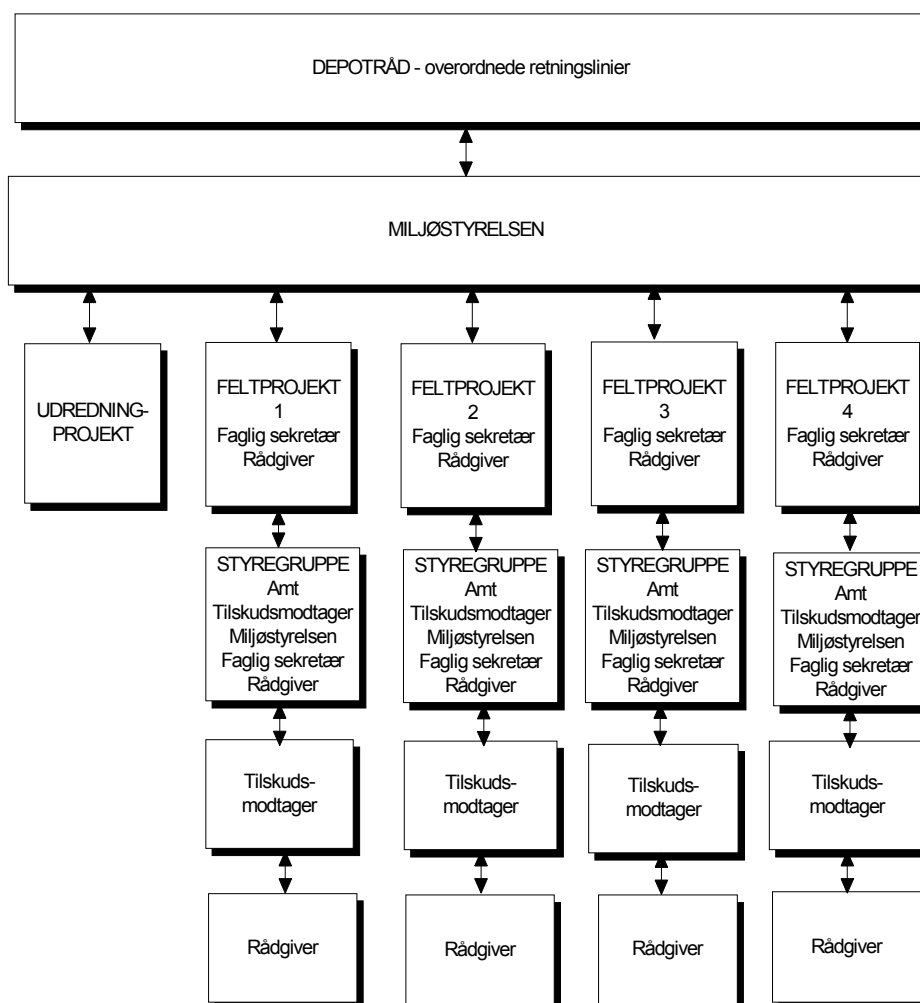 DEPOTRÅD - overordnede retningslinier
MILJØSTYRELSEN
UDREDNING-
PROJEKT
FELTPROJEKT
1
Faglig sekretær
Rådgiver
FELTPROJEKT
2
Faglig sekretær
Rådgiver
FELTPROJEKT
3
Faglig sekretær
Rådgiver
FELTPROJEKT
4
Faglig sekretær
Rådgiver
STYREGRUPPE
Amt
Tilskudsmodtager
Miljøstyrelsen
Faglig sekretær
Rådgiver
STYREGRUPPE
Amt
Tilskudsmodtager
Miljøstyrelsen
Faglig sekretær
Rådgiver
STYREGRUPPE
Amt
Tilskudsmodtager
Miljøstyrelsen
Faglig sekretær
Rådgiver
STYREGRUPPE
Amt
Tilskudsmodtager
Miljøstyrelsen
Faglig sekretær
Rådgiver
Tilskuds-
modtager
Tilskuds-
modtager
Tilskuds-
modtager
Tilskuds-
modtager
Rådgiver
Rådgiver
Rådgiver
Rådgiver